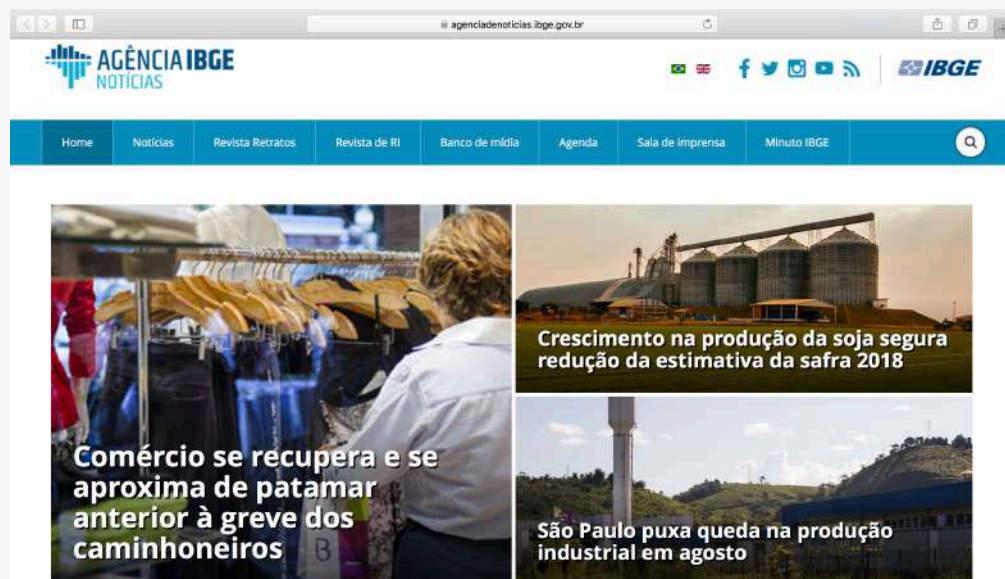 agenciadenoticias.ibge.gov.br
AGÊNCIA IBGE
NOTÍCIAS
IBGE
Home Notícias Revista Retratos Revista de RI Banco de mídia Agenda Sala de Imprensa Minuto IBGE
Comércio se recupera e se
aproxima de patamar
anterior à greve dos
caminhoneiros
Crescimento na produção da soja segura
redução da estimativa da safra 2018
São Paulo puxa queda na produção
industrial em agosto